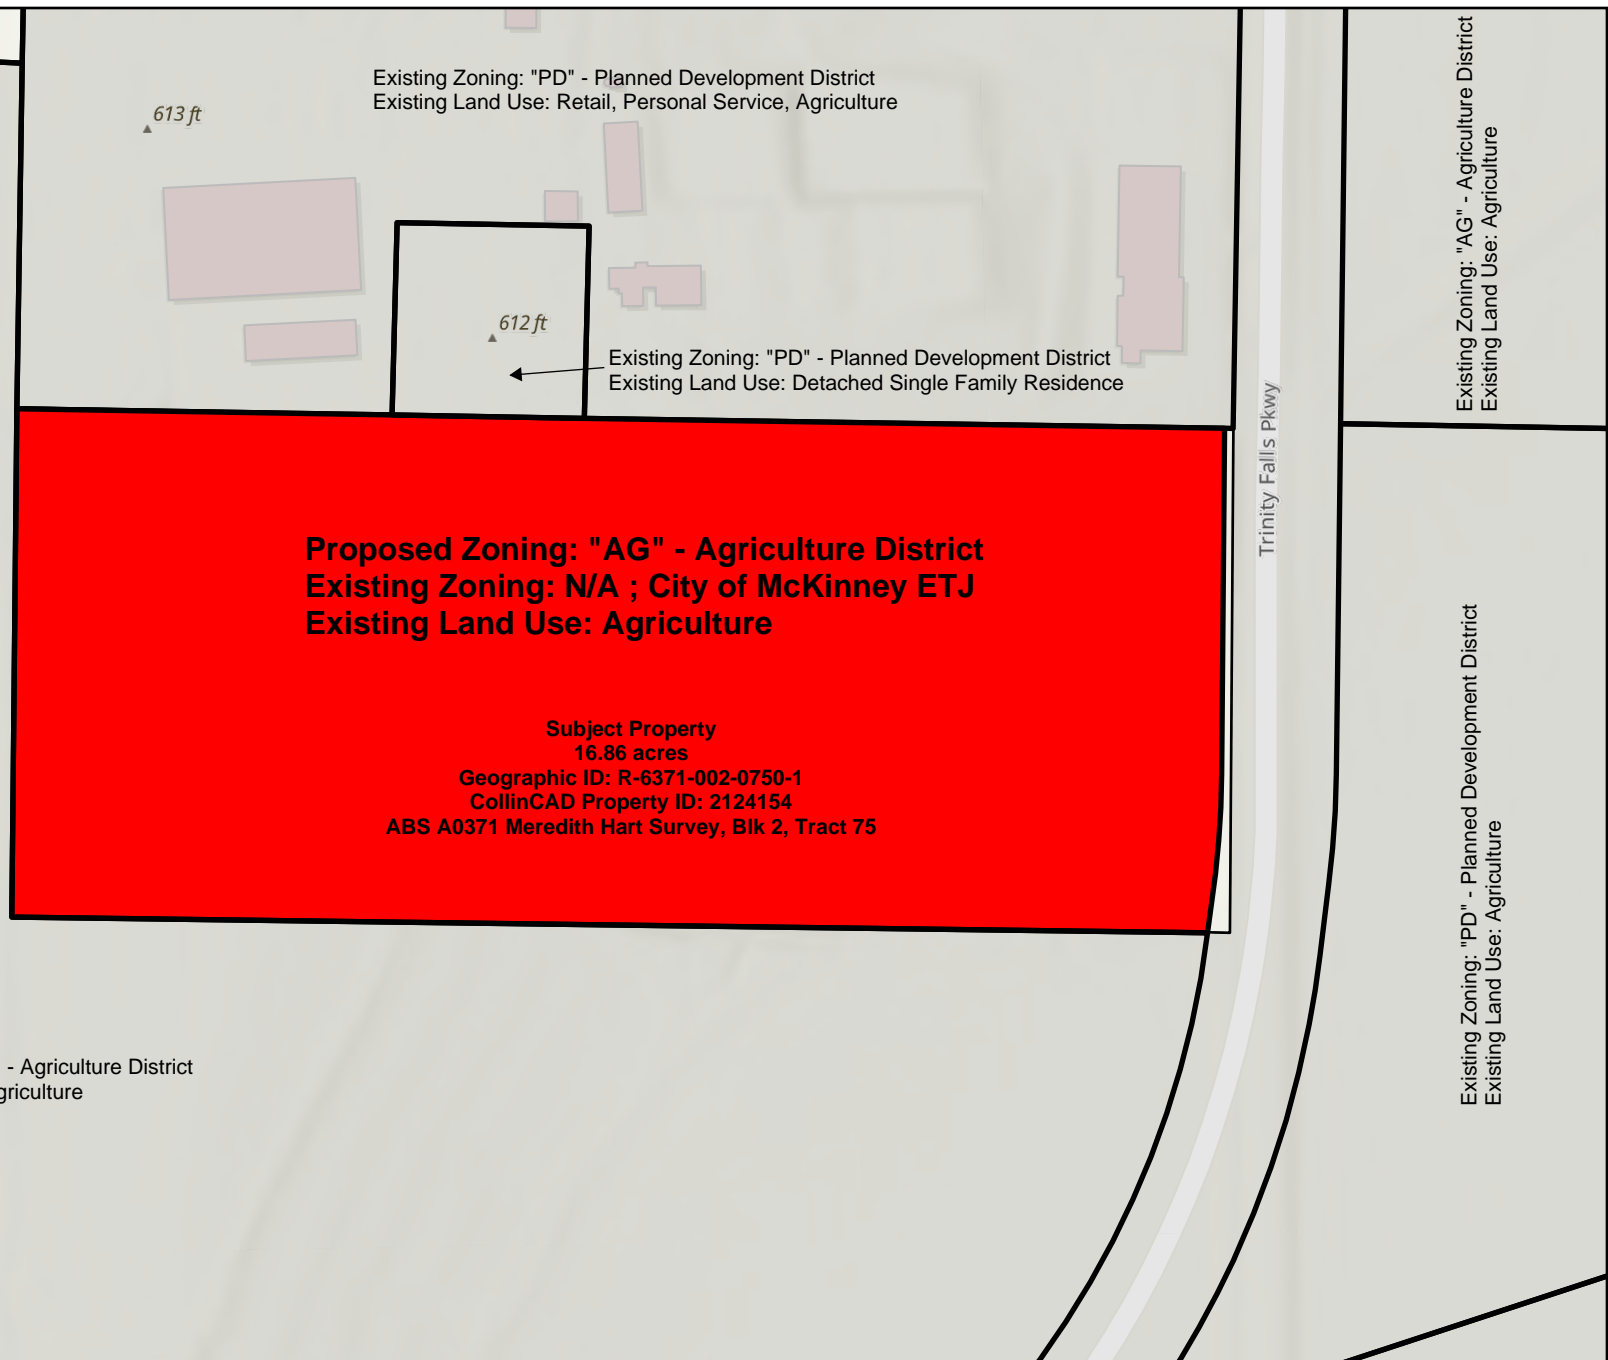 Existing Zoning: "PD" - Planned Development District
Existing Land Use: Retail, Personal Service, Agriculture
613 ft
612 ft
Existing Zoning: "PD" - Planned Development District
Existing Land Use: Detached Single Family Residence
Existing Zoning: "AG" - Agriculture District
Existing Land Use: Agriculture
Trinity Falls Pkwy
Proposed Zoning: "AG" - Agriculture District
Existing Zoning: N/A ; City of McKinney ETJ
Existing Land Use: Agriculture
Subject Property
16.86 acres
Geographic ID: R-6371-002-0750-1
CollinCAD Property ID: 2124154
ABS A0371 Meredith Hart Survey, Blk 2, Tract 75
Existing Zoning: "PD" - Planned Development District
Existing Land Use: Agriculture
- Agriculture District
griculture